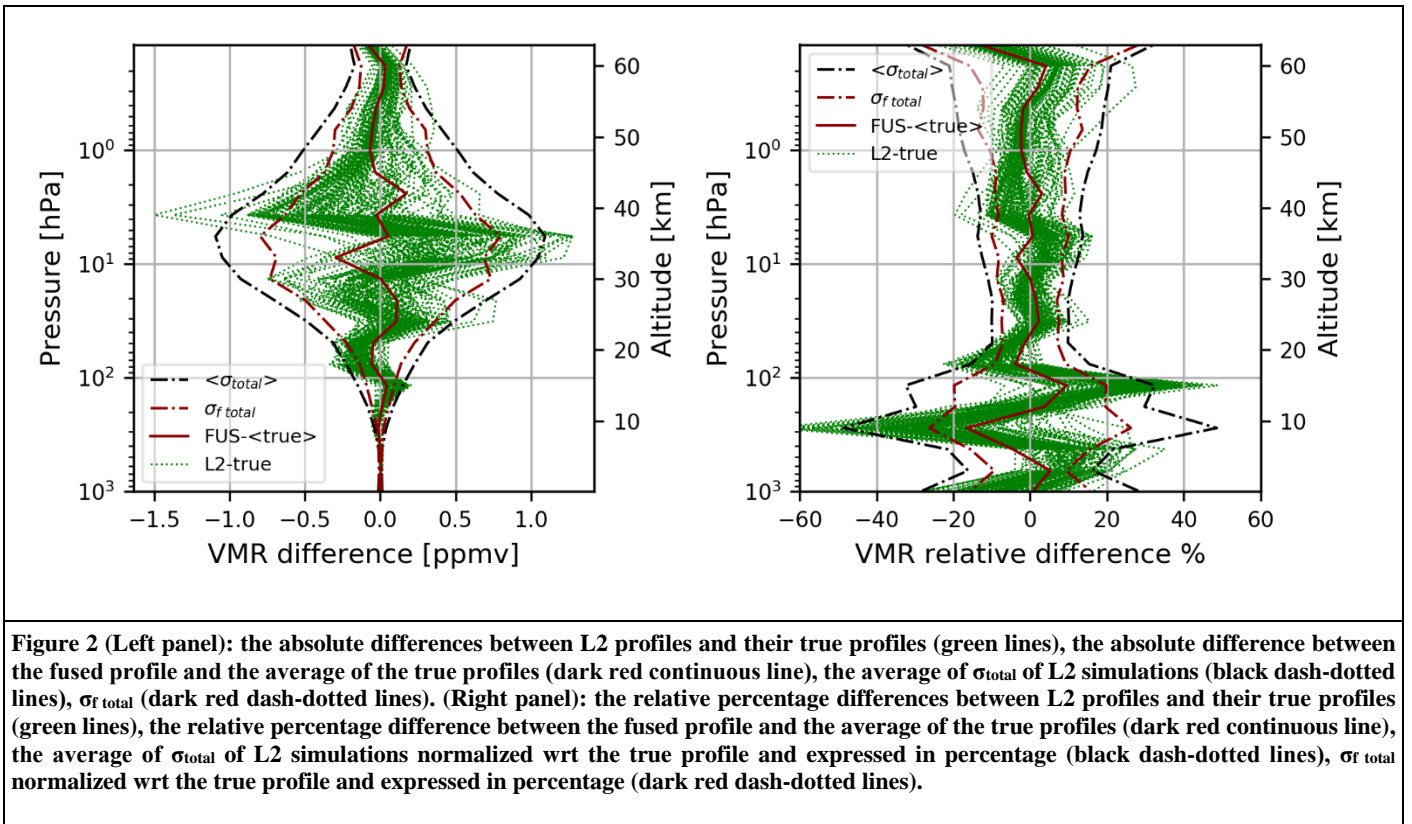 <σtotal>
σf total
FUS-<true>
L2-true
10⁰
10¹
10²
10³
60
50
40
30
20
10
Pressure [hPa]
Altitude [km]
−1.5
−1.0
−0.5
0.0
0.5
1.0
VMR difference [ppmv]
<σtotal>
σf total
FUS-<true>
L2-true
10⁰
10¹
10²
10³
60
50
40
30
20
10
Pressure [hPa]
Altitude [km]
−60
−40
−20
0
20
40
60
VMR relative difference %
Figure 2 (Left panel): the absolute differences between L2 profiles and their true profiles (green lines), the absolute difference between
the fused profile and the average of the true profiles (dark red continuous line), the average of σtotal of L2 simulations (black dash-dotted
lines), σf total (dark red dash-dotted lines). (Right panel): the relative percentage differences between L2 profiles and their true profiles
(green lines), the relative percentage difference between the fused profile and the average of the true profiles (dark red continuous line),
the average of σtotal of L2 simulations normalized wrt the true profile and expressed in percentage (black dash-dotted lines), σf total
normalized wrt the true profile and expressed in percentage (dark red dash-dotted lines).